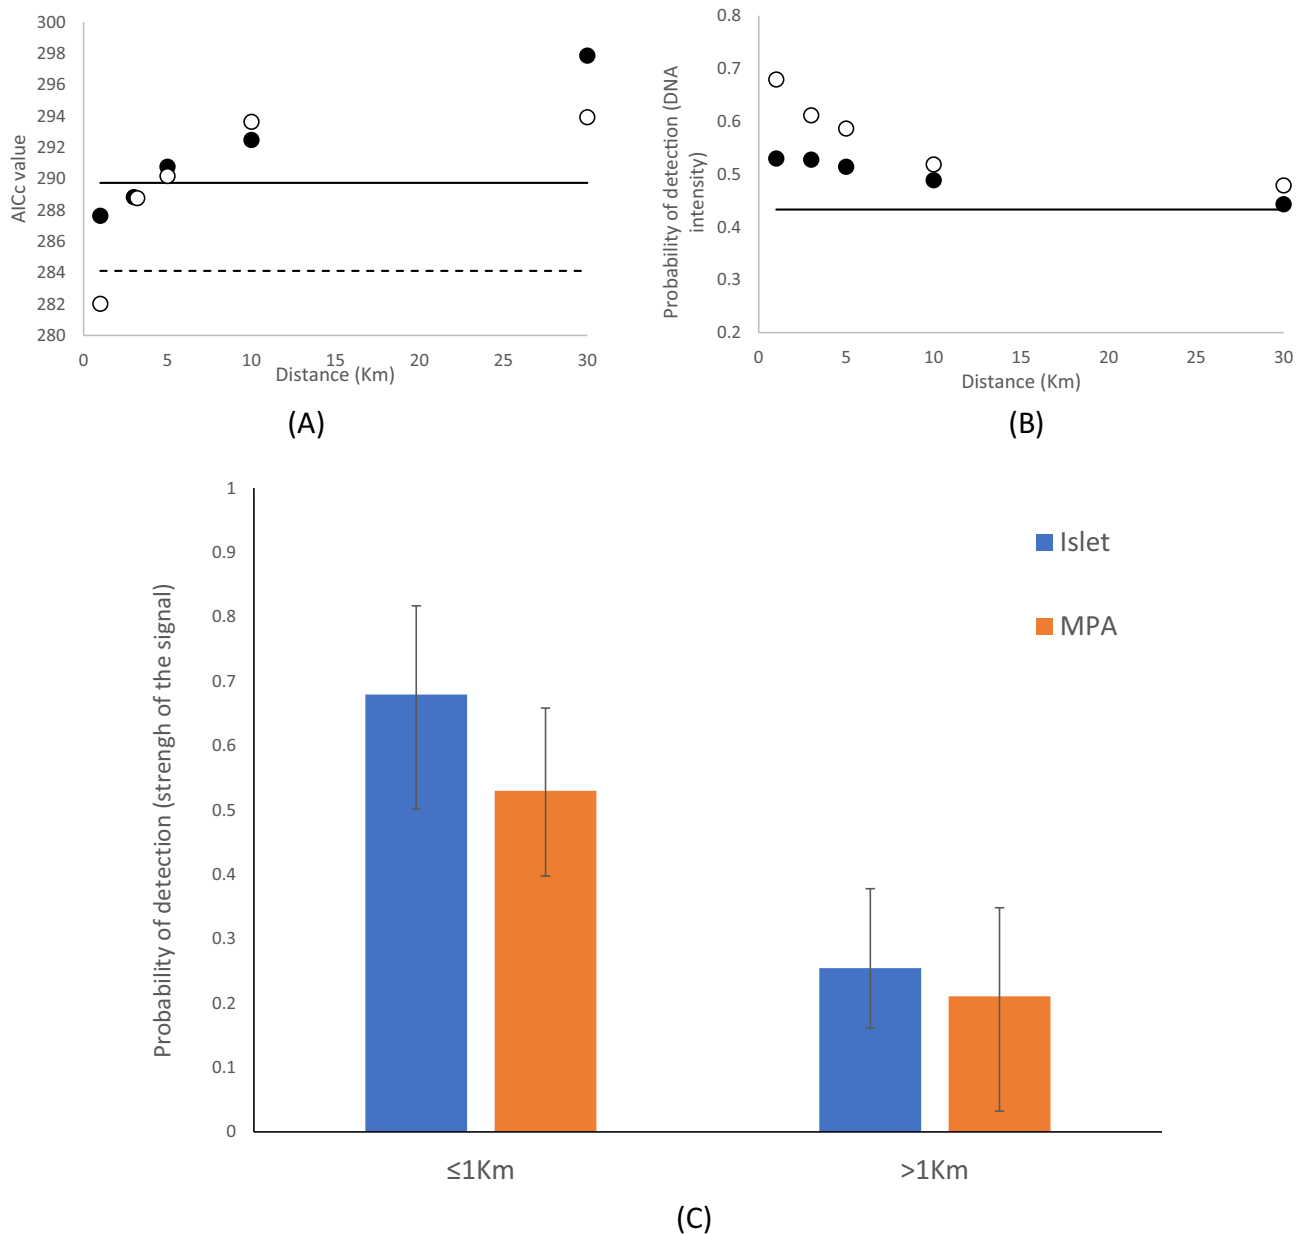 300
298
296
294
292
290
288
286
284
282
280
AICc value
0 5 10 15 20 25 30
Distance (Km)
(A)
0.8
0.7
0.6
0.5
0.4
0.3
0.2
Probability of detection (DNA
intensity)
0 5 10 15 20 25 30
Distance (Km)
(B)
1
0.9
0.8
0.7
0.6
0.5
0.4
0.3
0.2
0.1
0
Probability of detection (strengh of the signal)
Islet
MPA
≤1Km >1Km
(C)